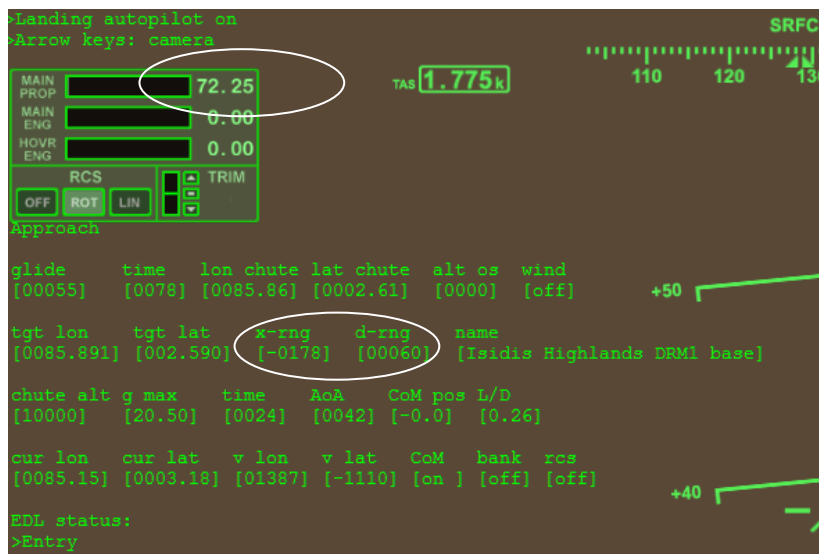 >Landing autopilot on
>Arrow keys: camera
SRFC
110 120 130
TAS 1.775k
MAIN PROP 72.25
MAIN ENG 0.00
HOVR ENG 0.00
RCS TRIM
OFF ROT LIN
Approach
glide time lon chute lat chute alt os wind
[00055] [0078] [0085.86] [0002.61] [0000] [off]
+50
tgt lon tgt lat x-rng d-rng name
[0085.891] [002.590] [-0178] [00060] [Isidis Highlands DRM1 base]
chute alt g max time AoA CoM pos L/D
[10000] [20.50] [0024] [0042] [-0.0] [0.26]
cur lon cur lat v lon v lat CoM bank rcs
[0085.15] [0003.18] [01387] [-1110] [on ] [off] [off]
+40
EDL status:
>Entry